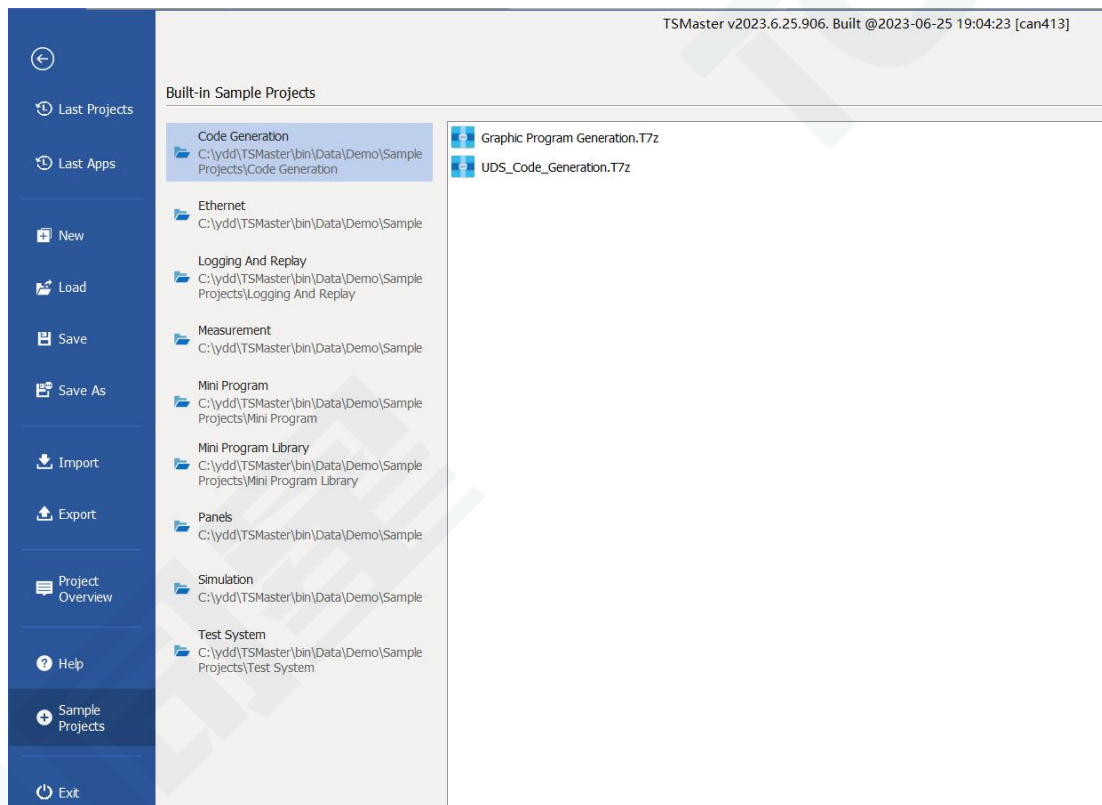 TSMaster v2023.6.25.906. Built @2023-06-25 19:04:23 [can413]
Last Projects
Last Apps
New
Load
Save
Save As
Import
Export
Project
Overview
Help
Sample
Projects
Exit
Built-in Sample Projects
Code Generation
C:\ydd\TSMaster\bin\Data\Demo\Sample
Projects\Code Generation
Ethernet
C:\ydd\TSMaster\bin\Data\Demo\Sample
Logging And Replay
C:\ydd\TSMaster\bin\Data\Demo\Sample
Projects\Logging And Replay
Measurement
C:\ydd\TSMaster\bin\Data\Demo\Sample
Mini Program
C:\ydd\TSMaster\bin\Data\Demo\Sample
Projects\Mini Program
Mini Program Library
C:\ydd\TSMaster\bin\Data\Demo\Sample
Projects\Mini Program Library
Panels
C:\ydd\TSMaster\bin\Data\Demo\Sample
Simulation
C:\ydd\TSMaster\bin\Data\Demo\Sample
Test System
C:\ydd\TSMaster\bin\Data\Demo\Sample
Projects\Test System
Graphic Program Generation.T7z
UDS_Code_Generation.T7z